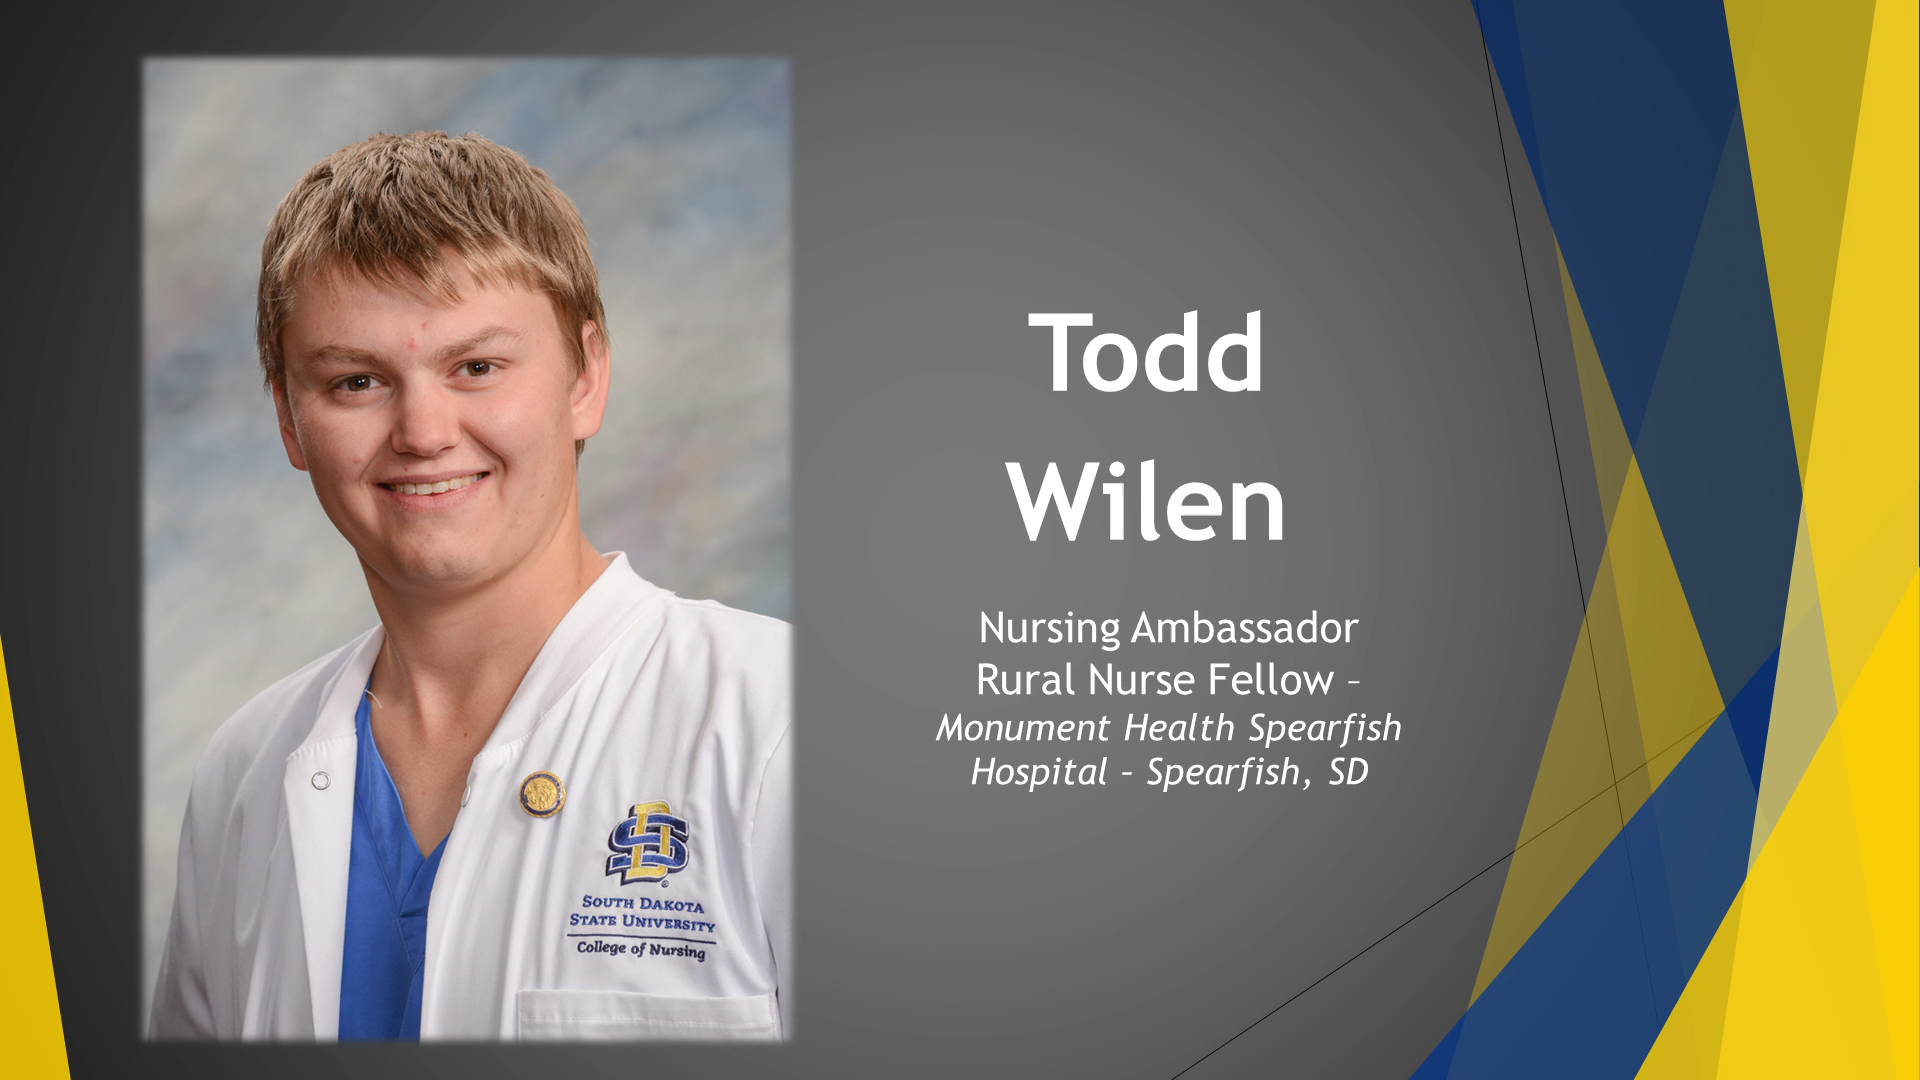 Todd
Wilen
Nursing Ambassador
Rural Nurse Fellow –
Monument Health Spearfish
Hospital – Spearfish, SD
SD
®
SOUTH DAKOTA
STATE UNIVERSITY
College of Nursing